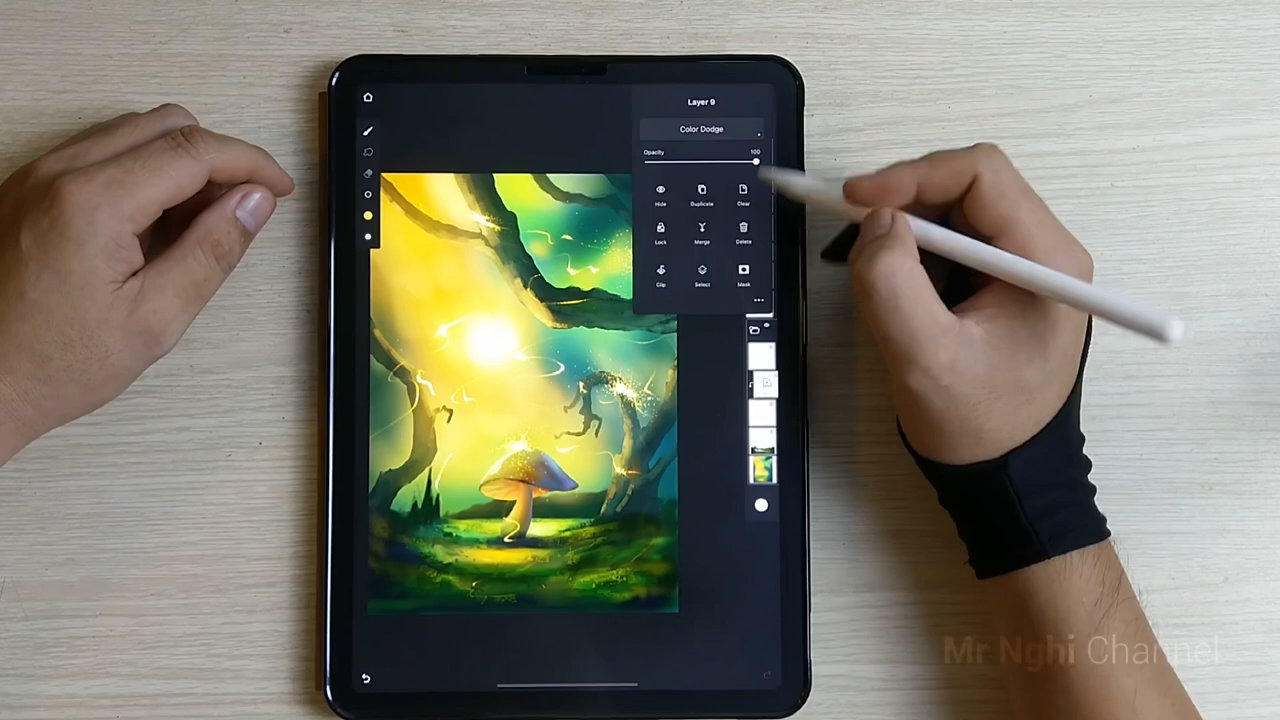 Layer 9
Color Dodge
Opacity 100
Hide Duplicate Clear
Lock Merge Delete
Clip Select Mask
Mr Nghi Channel